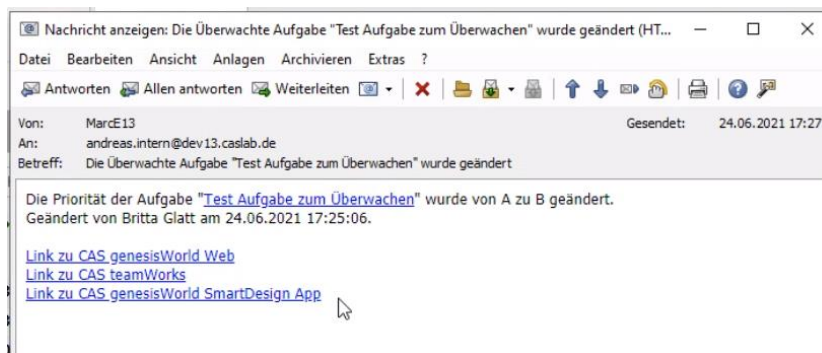 Nachricht anzeigen: Die Überwachte Aufgabe "Test Aufgabe zum Überwachen" wurde geändert (HT...
Datei Bearbeiten Ansicht Anlagen Archivieren Extras ?
Antworten Allen antworten Weiterleiten
Von: MarcE13 Gesendet: 24.06.2021 17:27
An: andreas.intern@dev13.caslab.de
Betreff: Die Überwachte Aufgabe "Test Aufgabe zum Überwachen" wurde geändert
Die Priorität der Aufgabe "Test Aufgabe zum Überwachen" wurde von A zu B geändert.
Geändert von Britta Glatt am 24.06.2021 17:25:06.
Link zu CAS genesisWorld Web
Link zu CAS teamWorks
Link zu CAS genesisWorld SmartDesign App